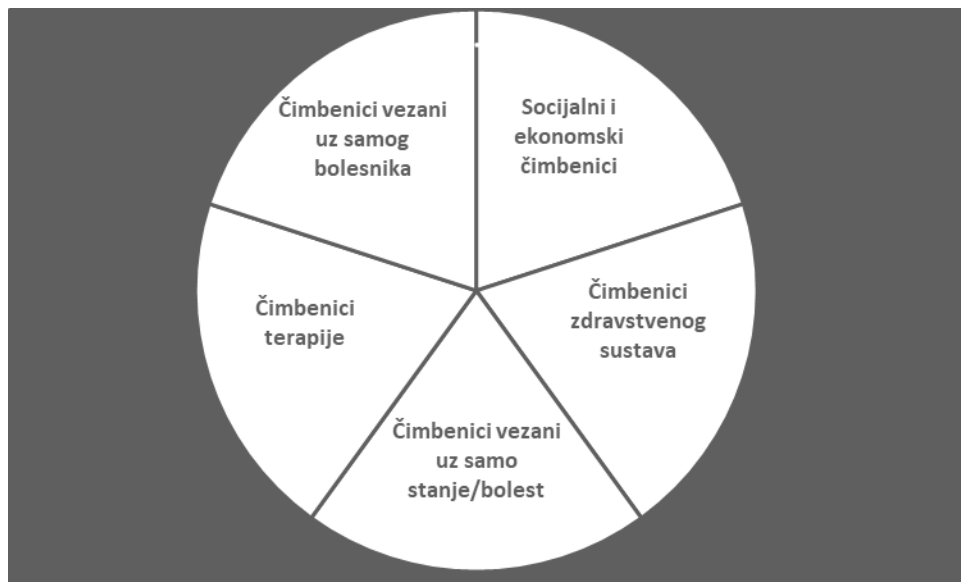 Čimbenici vezani
uz samog
bolesnika
Socijalni i
ekonomski
čimbenici
Čimbenici
zdravstvenog
sustava
Čimbenici vezani
uz samo
stanje/bolest
Čimbenici
terapije